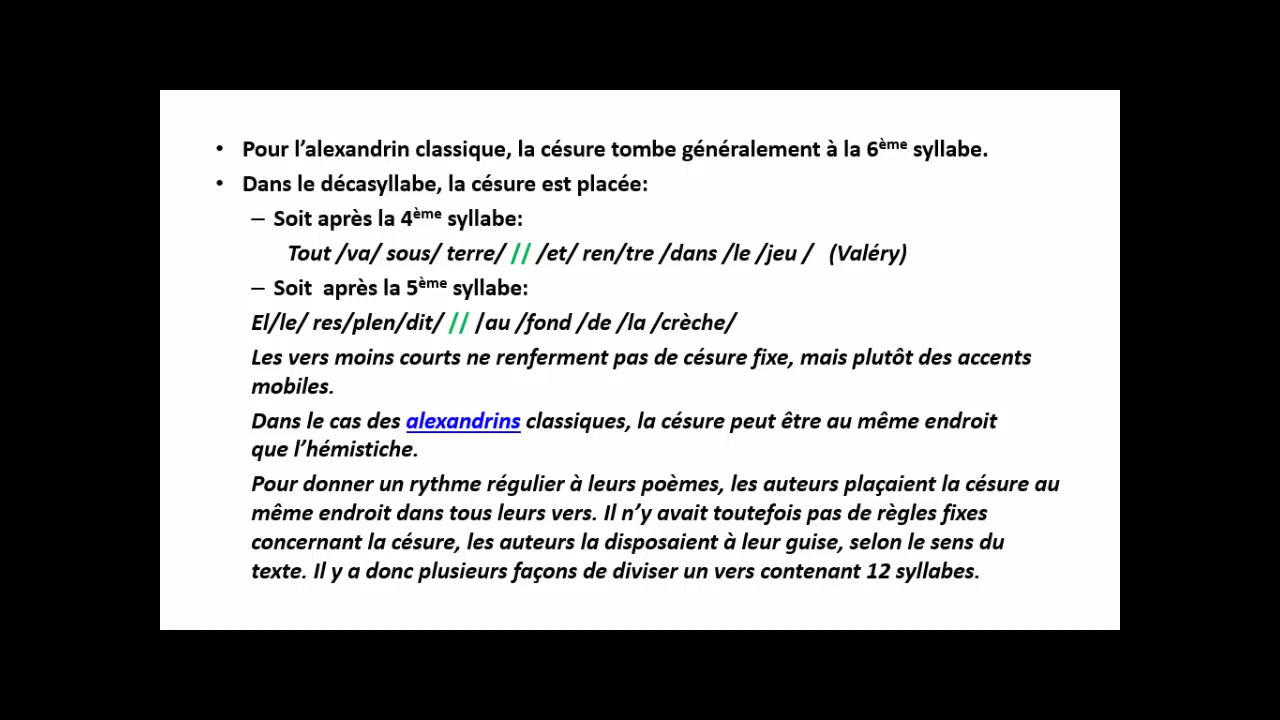 • Pour l’alexandrin classique, la césure tombe généralement à la 6ème syllabe.
• Dans le décasyllabe, la césure est placée:
– Soit après la 4ème syllabe:
Tout /va/ sous/ terre/ // /et/ ren/tre /dans /le /jeu / (Valéry)
– Soit après la 5ème syllabe:
El/le/ res/plen/dit/ // /au /fond /de /la /crèche/
Les vers moins courts ne renferment pas de césure fixe, mais plutôt des accents
mobiles.
Dans le cas des alexandrins classiques, la césure peut être au même endroit
que l’hémistiche.
Pour donner un rythme régulier à leurs poèmes, les auteurs plaçaient la césure au
même endroit dans tous leurs vers. Il n’y avait toutefois pas de règles fixes
concernant la césure, les auteurs la disposaient à leur guise, selon le sens du
texte. Il y a donc plusieurs façons de diviser un vers contenant 12 syllabes.